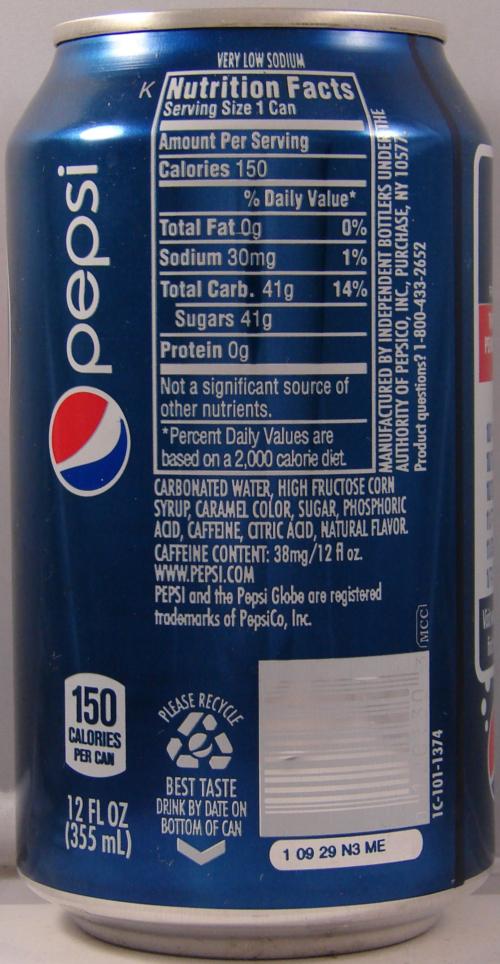 VERY LOW SODIUM
K
Nutrition Facts
Serving Size 1 Can
Amount Per Serving
Calories 150
% Daily Value*
Total Fat 0g 0%
Sodium 30mg 1%
Total Carb. 41g 14%
Sugars 41g
Protein 0g
Not a significant source of
other nutrients.
*Percent Daily Values are
based on a 2,000 calorie diet.
MANUFACTURED BY INDEPENDENT BOTTLERS UNDER THE
AUTHORITY OF PEPSICO, INC., PURCHASE, NY 10577
Product questions? 1-800-433-2652
pepsi
CARBONATED WATER, HIGH FRUCTOSE CORN
SYRUP, CARAMEL COLOR, SUGAR, PHOSPHORIC
ACID, CAFFEINE, CITRIC ACID, NATURAL FLAVOR.
CAFFEINE CONTENT: 38mg/12 fl oz.
WWW.PEPSI.COM
PEPSI and the Pepsi Globe are registered
trademarks of PepsiCo, Inc.
MCC
150
CALORIES
PER CAN
12 FL OZ
(355 mL)
PLEASE RECYCLE
BEST TASTE
DRINK BY DATE ON
BOTTOM OF CAN
1C-101-1374
1 09 29 N3 ME